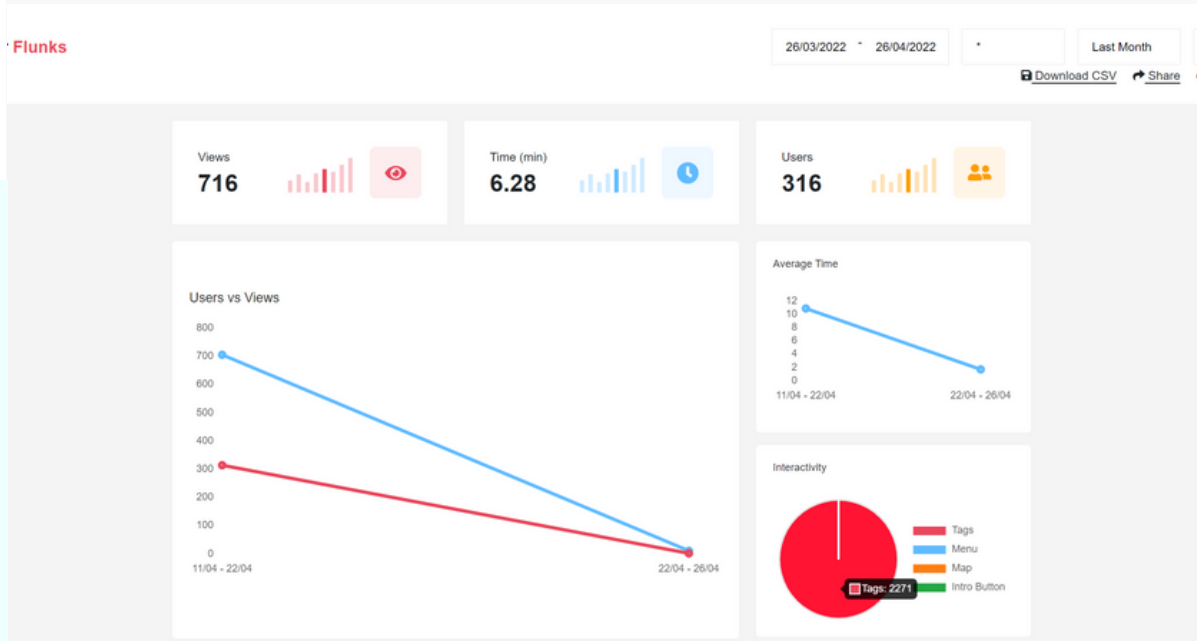 Flunks
26/03/2022 - 26/04/2022 * Last Month
Download CSV Share
Views
716
Time (min)
6.28
Users
316
Users vs Views
800
700
600
500
400
300
200
100
0
11/04 - 22/04 22/04 - 26/04
Average Time
12
10
8
6
4
2
0
11/04 - 22/04 22/04 - 26/04
Interactivity
Tags
Menu
Map
Intro Button
Tags: 2271